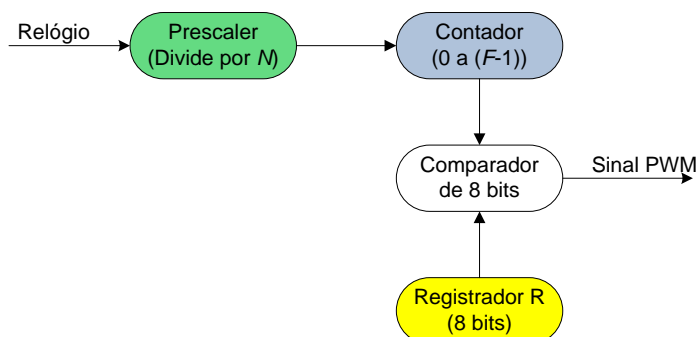 Relógio
Prescaler
(Divide por N)
Contador
(0 a (F-1))
Comparador
de 8 bits
Sinal PWM
Registrador R
(8 bits)